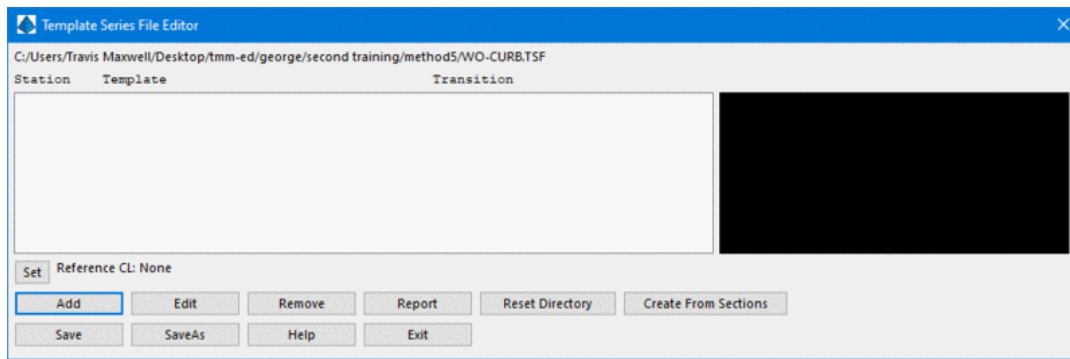 Template Series File Editor
C:/Users/Travis Maxwell/Desktop/tmm-ed/george/second training/method5/WO-CURB.TSF
Station Template Transition
Set Reference CL: None
Add Edit Remove Report Reset Directory Create From Sections
Save SaveAs Help Exit